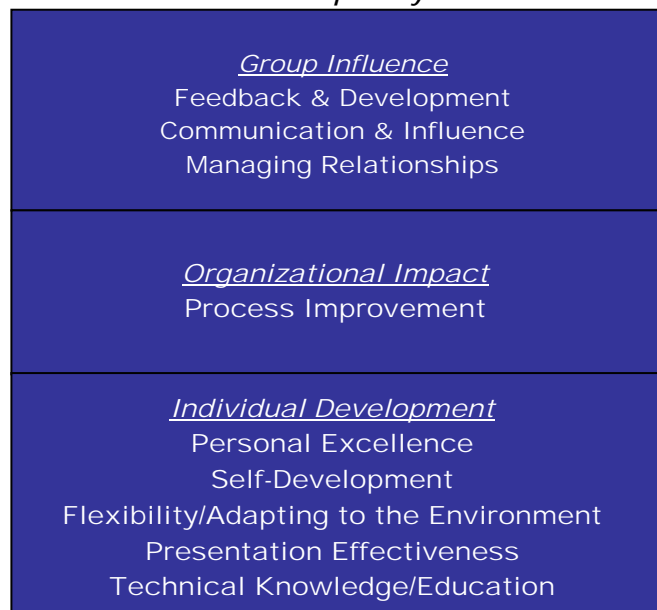 Group Influence
Feedback & Development
Communication & Influence
Managing Relationships
Organizational Impact
Process Improvement
Individual Development
Personal Excellence
Self-Development
Flexibility/Adapting to the Environment
Presentation Effectiveness
Technical Knowledge/Education